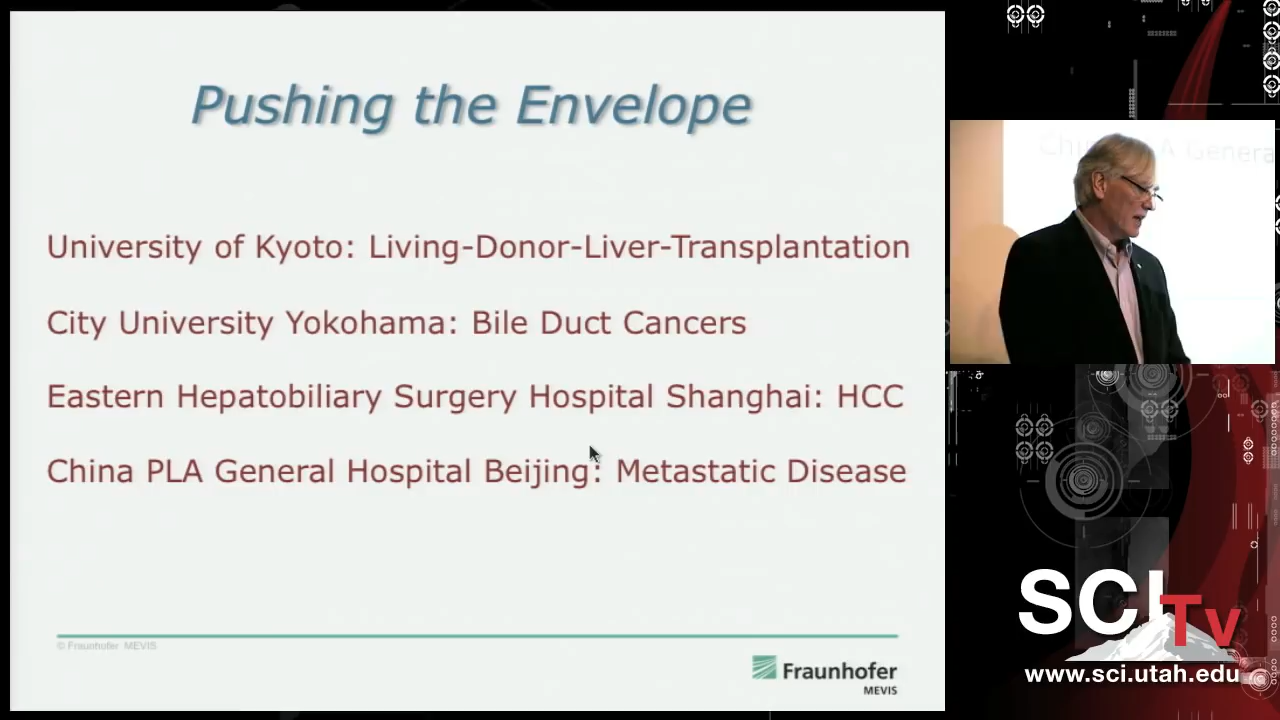 Pushing the Envelope
University of Kyoto: Living-Donor-Liver-Transplantation
City University Yokohama: Bile Duct Cancers
Eastern Hepatobiliary Surgery Hospital Shanghai: HCC
China PLA General Hospital Beijing: Metastatic Disease
© Fraunhofer MEVIS
Fraunhofer
MEVIS
SCI
Tv
www.sci.utah.edu